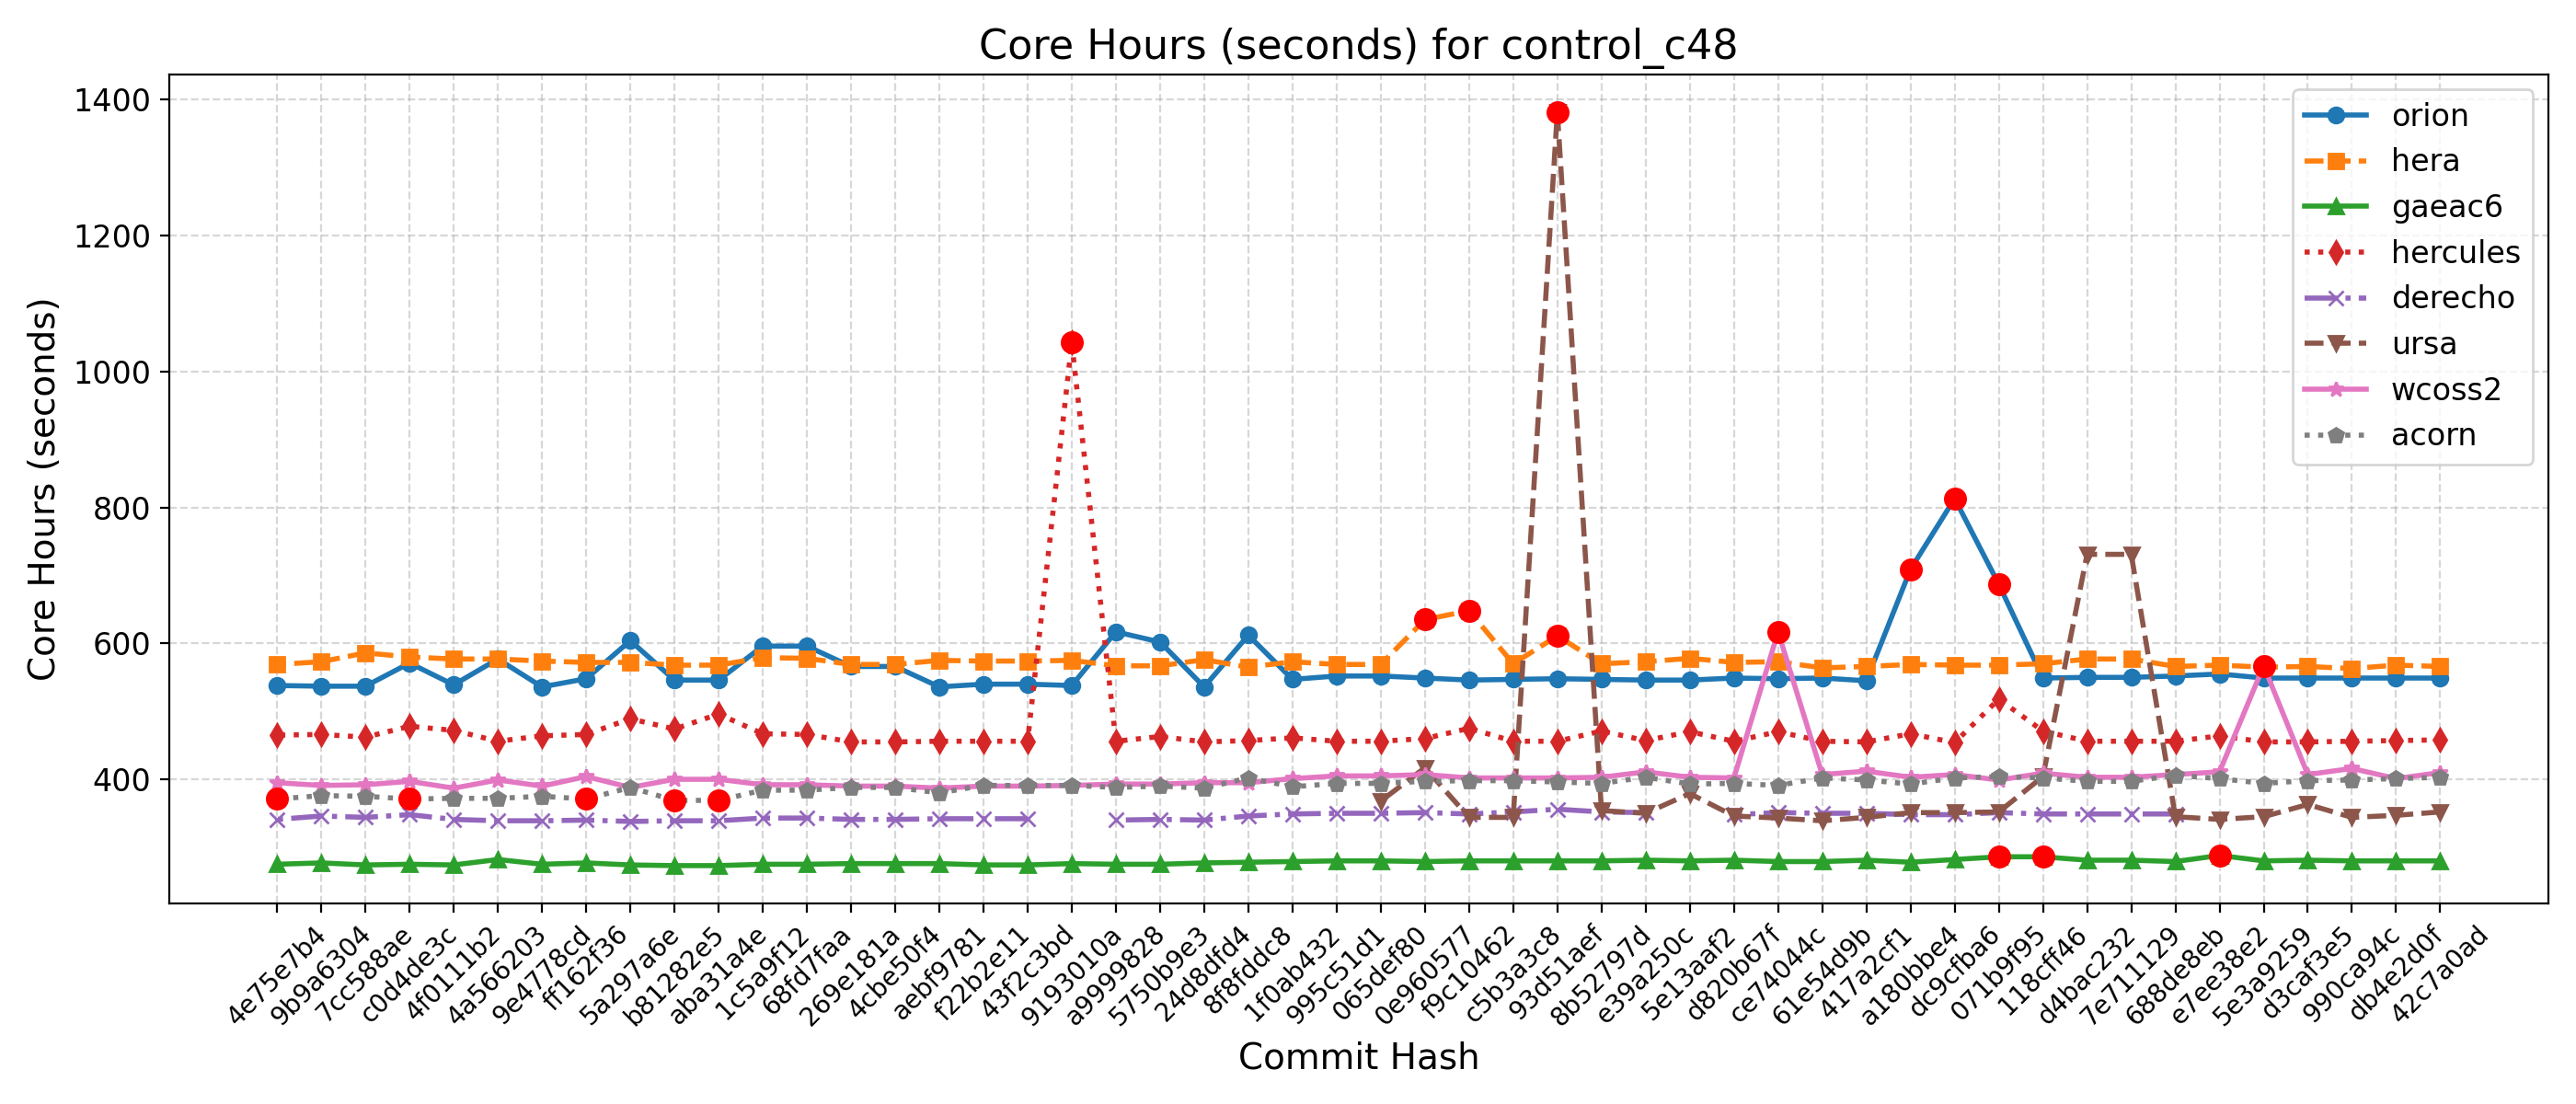 Core Hours (seconds) for control_c48
Core Hours (seconds)
1400
1200
1000
800
600
400
orion
hera
gaeac6
hercules
derecho
ursa
wcoss2
acorn
4e75e7b4
9b9a6304
7cc588ae
c0d4de3c
4f0111b2
4a566203
9e4778cd
ff162f36
5a297a6e
b81282e5
aba31a4e
1c5a9f12
68fd7faa
269e181a
4cbe50f4
aebf9781
f22b2e11
43f2c3bd
9193010a
a9999828
5750b9e3
24d8dfd4
8f8fddc8
1f0ab432
995c51d1
065def80
0e960577
f9c10462
c5b3a3c8
93d51aef
8b52797d
e39a250c
5e13aaf2
d820b67f
ce74044c
61e54d9b
417a2cf1
a180bbe4
dc9cfba6
071b9f95
118cff46
d4bac232
7e711129
688de8eb
e7ee38e2
5e3a9259
d3caf3e5
990ca94c
db4e2d0f
42c7a0ad
Commit Hash